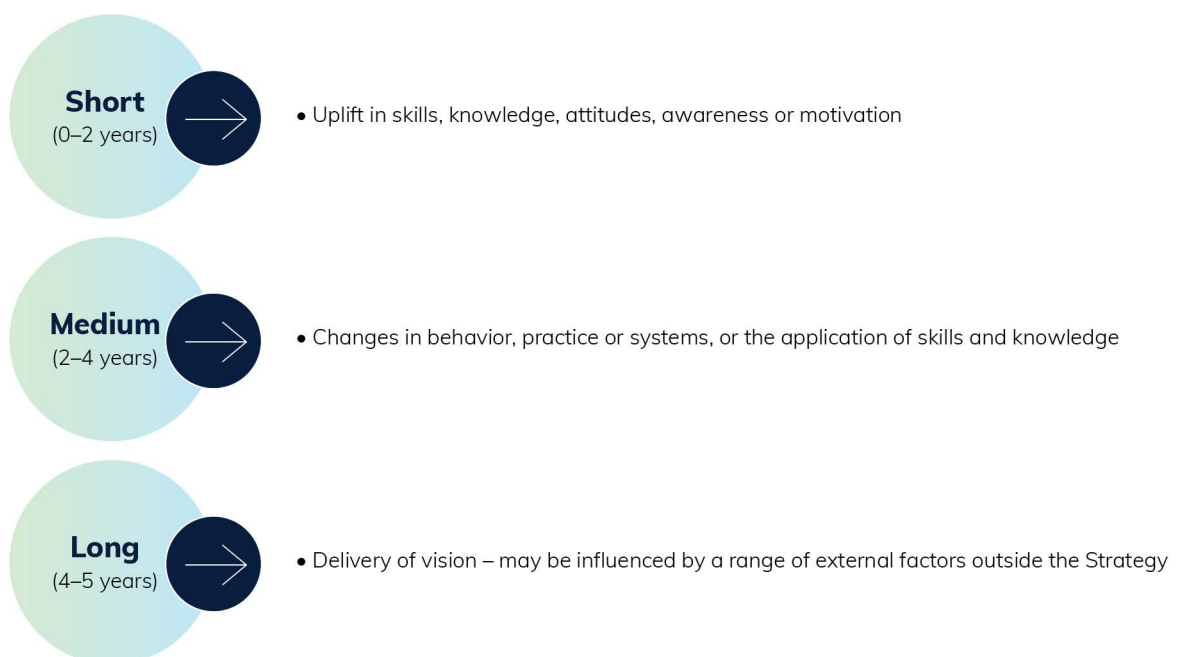 Short
(0–2 years)
• Uplift in skills, knowledge, attitudes, awareness or motivation
Medium
(2–4 years)
• Changes in behavior, practice or systems, or the application of skills and knowledge
Long
(4–5 years)
• Delivery of vision – may be influenced by a range of external factors outside the Strategy